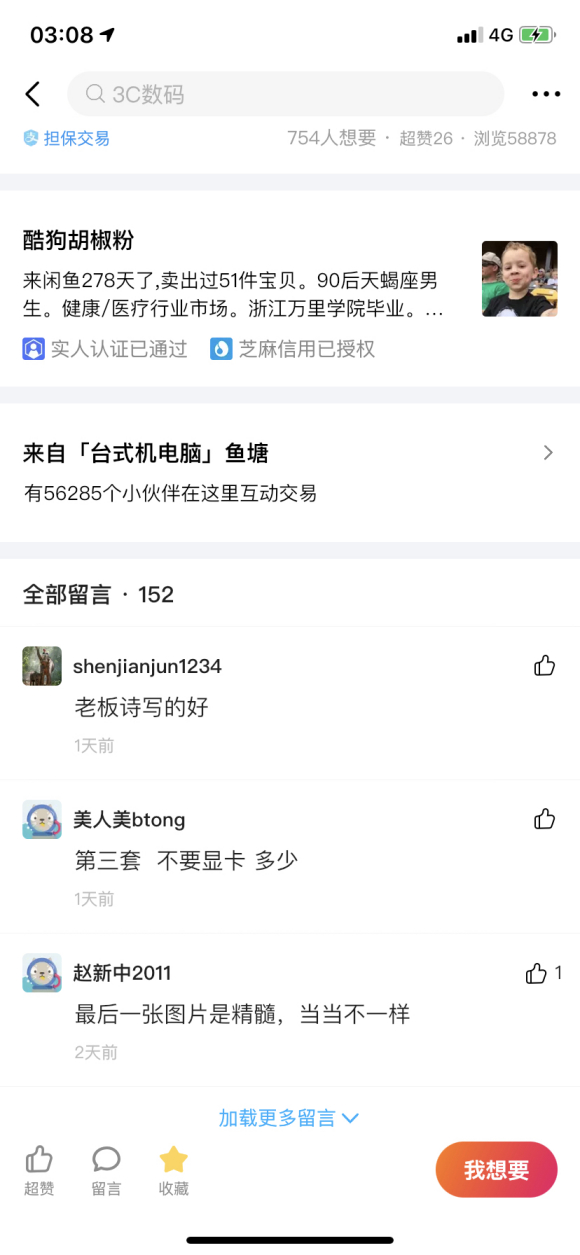 03:08
4G
3C数码
担保交易
754人想要 · 超赞26 · 浏览58878
酷狗胡椒粉
来闲鱼278天了,卖出过51件宝贝。90后天蝎座男
生。健康/医疗行业市场。浙江万里学院毕业。...
实人认证已通过 芝麻信用已授权
来自「台式机电脑」鱼塘
有56285个小伙伴在这里互动交易
全部留言 · 152
shenjianjun1234
老板诗写的好
1天前
美人美btong
第三套 不要显卡 多少
1天前
赵新中2011
1
最后一张图片是精髓，当当不一样
2天前
加载更多留言
超赞 留言 收藏
我想要